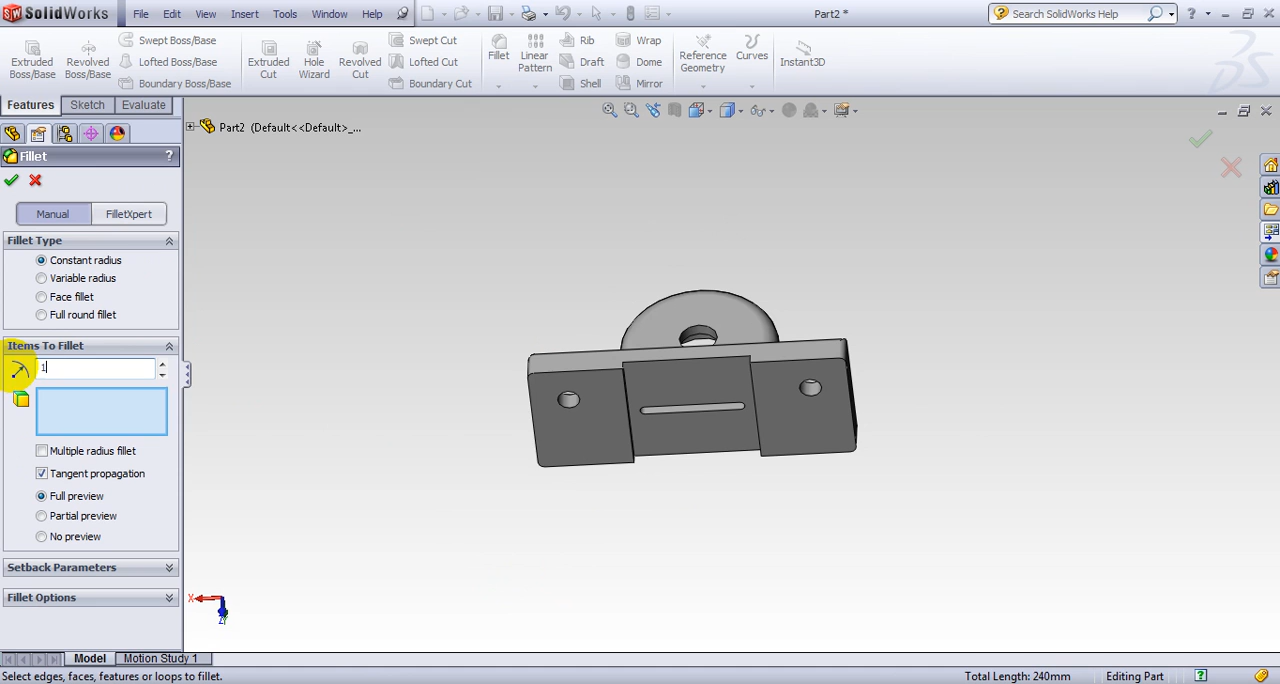 SolidWorks File Edit View Insert Tools Window Help Part2 * Search SolidWorks Help
Extruded Boss/Base
Revolved Boss/Base
Swept Boss/Base
Lofted Boss/Base
Boundary Boss/Base
Extruded Cut
Hole Wizard
Revolved Cut
Swept Cut
Lofted Cut
Boundary Cut
Fillet
Linear Pattern
Rib
Draft
Shell
Wrap
Dome
Mirror
Reference Geometry
Curves
Instant3D
Features Sketch Evaluate
Part2 (Default<<Default>_...
Fillet ?
Manual FilletXpert
Fillet Type
Constant radius
Variable radius
Face fillet
Full round fillet
Items To Fillet
1
Multiple radius fillet
Tangent propagation
Full preview
Partial preview
No preview
Setback Parameters
Fillet Options
X
Z
Model Motion Study 1
Select edges, faces, features or loops to fillet. Total Length: 240mm Editing Part ?